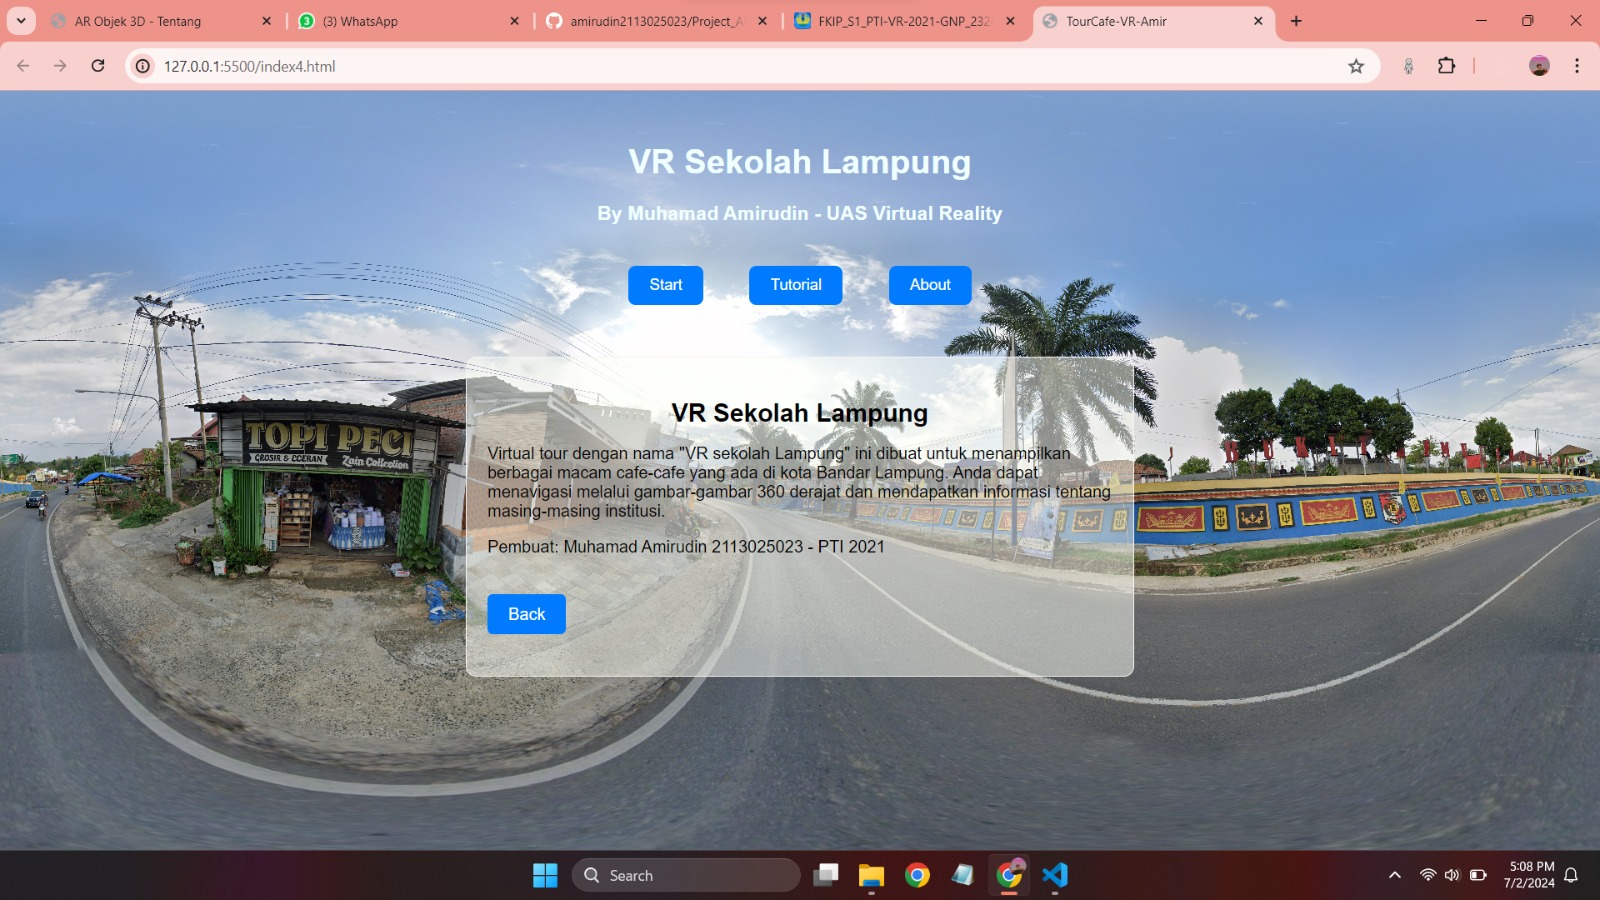 AR Objek 3D - Tentang
(3) WhatsApp
amirudin2113025023/Project_A
FKIP_S1_PTI-VR-2021-GNP_232
TourCafe-VR-Amir
127.0.0.1:5500/index4.html
VR Sekolah Lampung
By Muhamad Amirudin - UAS Virtual Reality
Start
Tutorial
About
TOPI PECI
GROSIR & ECERAN
Zain Collection
VR Sekolah Lampung
Virtual tour dengan nama "VR sekolah Lampung" ini dibuat untuk menampilkan
berbagai macam cafe-cafe yang ada di kota Bandar Lampung. Anda dapat
menavigasi melalui gambar-gambar 360 derajat dan mendapatkan informasi tentang
masing-masing institusi.
Pembuat: Muhamad Amirudin 2113025023 - PTI 2021
Back
Search
5:08 PM
7/2/2024